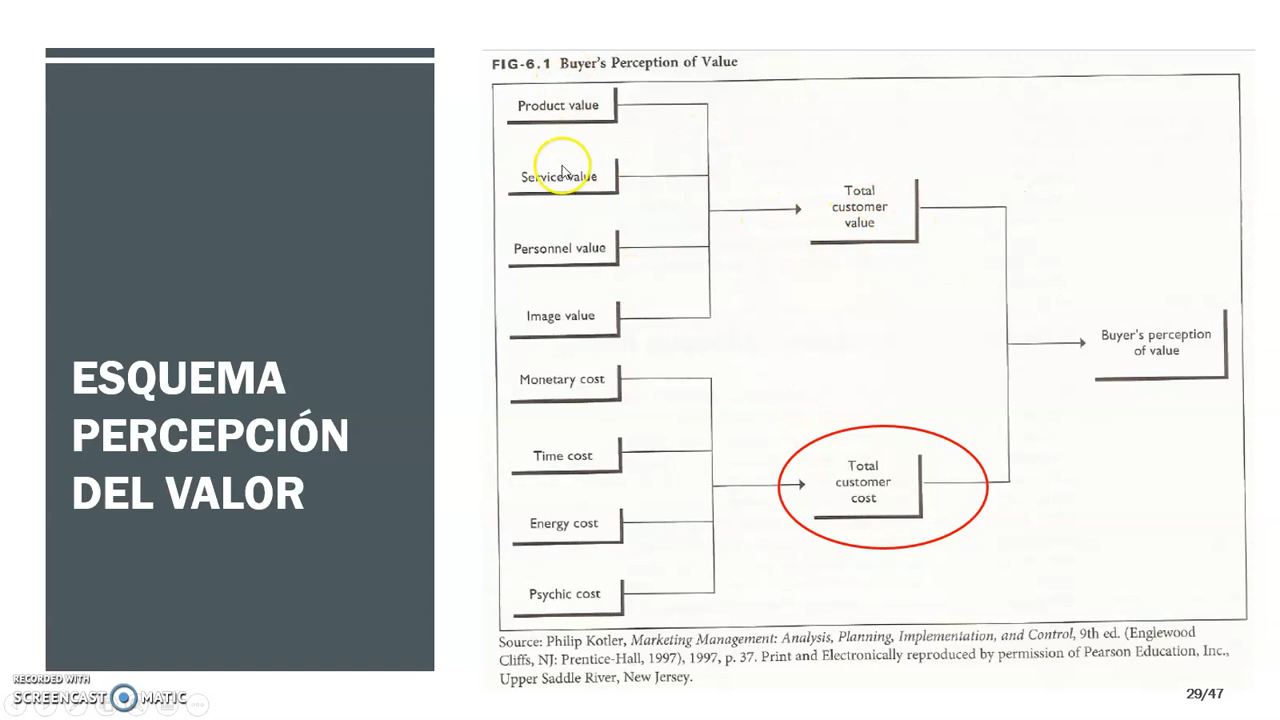 ESQUEMA
PERCEPCIÓN
DEL VALOR
FIG-6.1 Buyer's Perception of Value
Product value
Service value
Personnel value
Image value
Monetary cost
Time cost
Energy cost
Psychic cost
Total
customer
value
Total
customer
cost
Buyer's perception
of value
Source: Philip Kotler, Marketing Management: Analysis, Planning, Implementation, and Control, 9th ed. (Englewood
Cliffs, NJ: Prentice-Hall, 1997), 1997, p. 37. Print and Electronically reproduced by permission of Pearson Education, Inc.,
Upper Saddle River, New Jersey.
RECORDED WITH
SCREENCAST MATIC
29/47